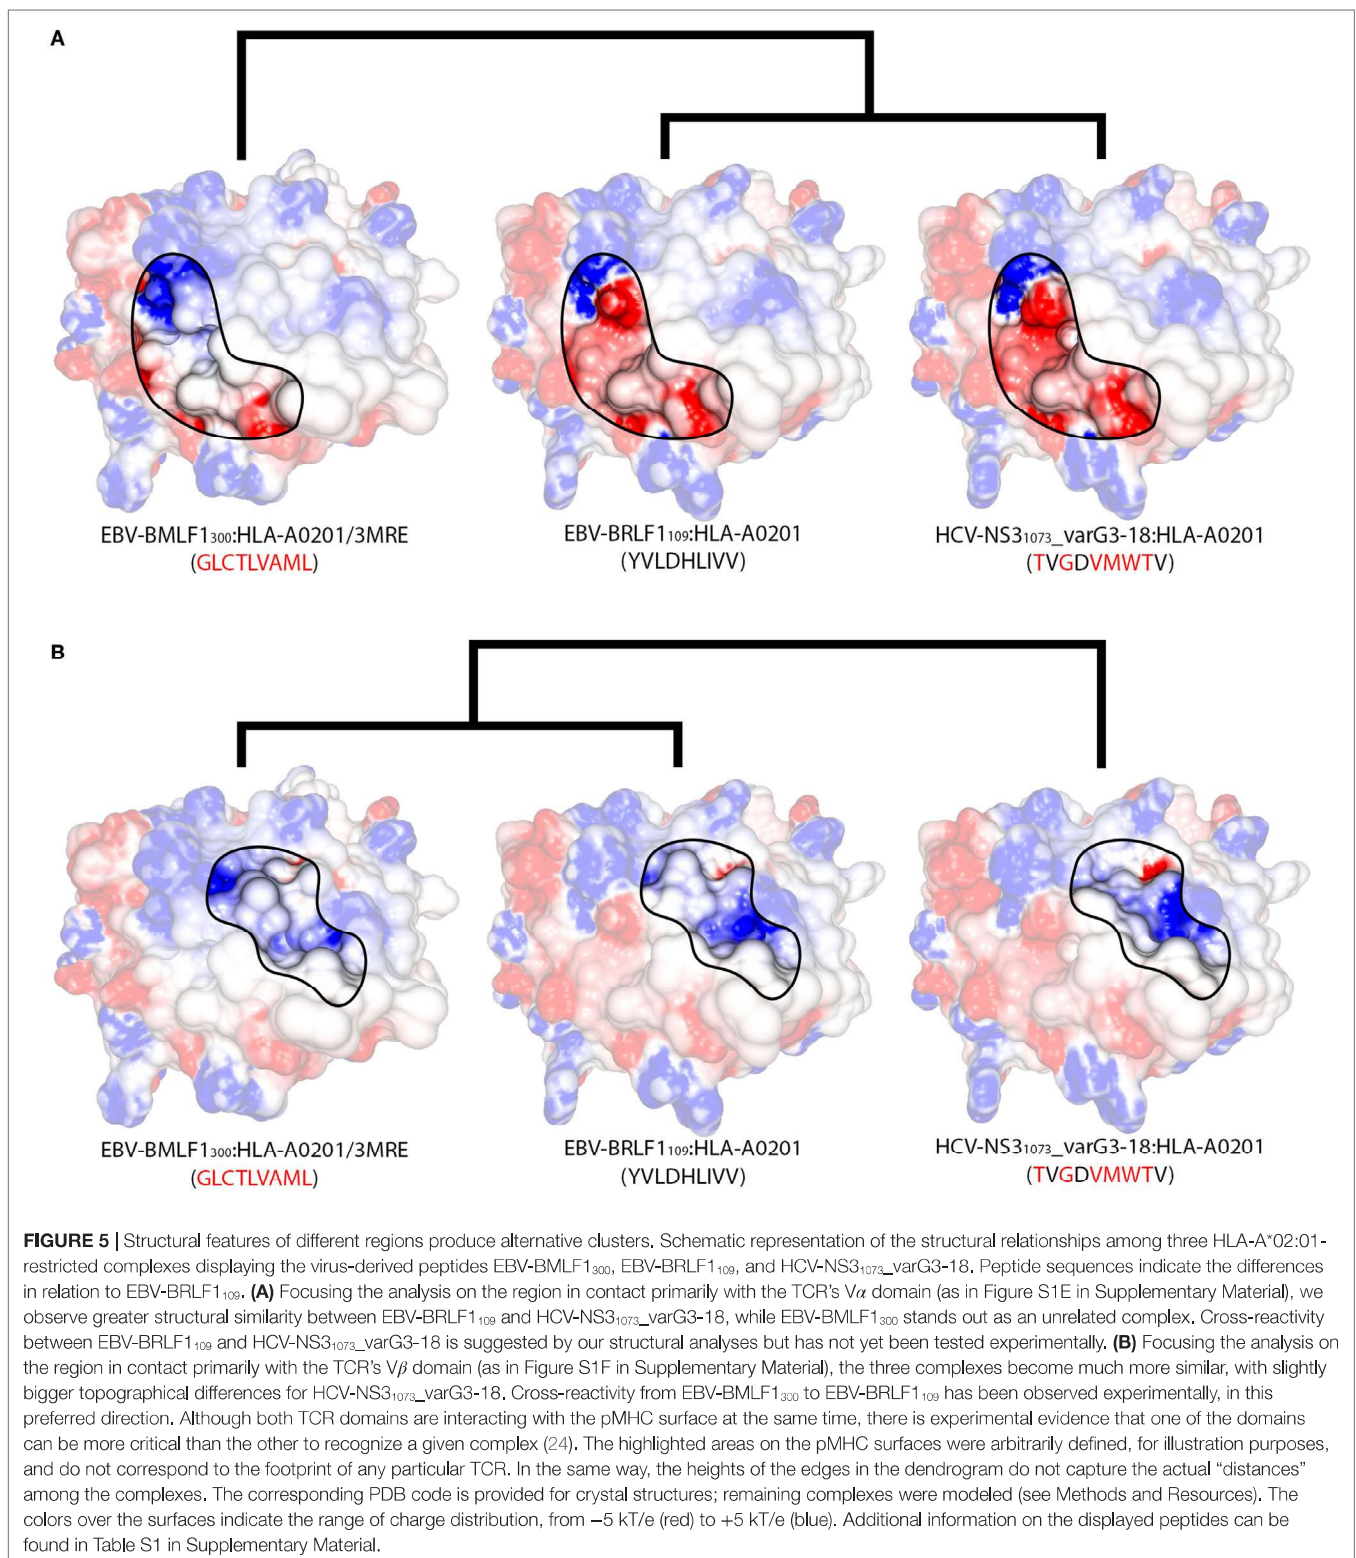 A
EBV-BMLF1₃₀₀:HLA-A0201/3MRE
(GLCTLVAML)
EBV-BRLF1₁₀₉:HLA-A0201
(YVLDHLIVV)
HCV-NS3₁₀₇₃_varG3-18:HLA-A0201
(TVGDVMWTV)
B
EBV-BMLF1₃₀₀:HLA-A0201/3MRE
(GLCTLVAML)
EBV-BRLF1₁₀₉:HLA-A0201
(YVLDHLIVV)
HCV-NS3₁₀₇₃_varG3-18:HLA-A0201
(TVGDVMWTV)
FIGURE 5 | Structural features of different regions produce alternative clusters. Schematic representation of the structural relationships among three HLA-A*02:01-
restricted complexes displaying the virus-derived peptides EBV-BMLF1₃₀₀, EBV-BRLF1₁₀₉, and HCV-NS3₁₀₇₃_varG3-18. Peptide sequences indicate the differences
in relation to EBV-BRLF1₁₀₉. (A) Focusing the analysis on the region in contact primarily with the TCR's Vα domain (as in Figure S1E in Supplementary Material), we
observe greater structural similarity between EBV-BRLF1₁₀₉ and HCV-NS3₁₀₇₃_varG3-18, while EBV-BMLF1₃₀₀ stands out as an unrelated complex. Cross-reactivity
between EBV-BRLF1₁₀₉ and HCV-NS3₁₀₇₃_varG3-18 is suggested by our structural analyses but has not yet been tested experimentally. (B) Focusing the analysis on
the region in contact primarily with the TCR's Vβ domain (as in Figure S1F in Supplementary Material), the three complexes become much more similar, with slightly
bigger topographical differences for HCV-NS3₁₀₇₃_varG3-18. Cross-reactivity from EBV-BMLF1₃₀₀ to EBV-BRLF1₁₀₉ has been observed experimentally, in this
preferred direction. Although both TCR domains are interacting with the pMHC surface at the same time, there is experimental evidence that one of the domains
can be more critical than the other to recognize a given complex (24). The highlighted areas on the pMHC surfaces were arbitrarily defined, for illustration purposes,
and do not correspond to the footprint of any particular TCR. In the same way, the heights of the edges in the dendrogram do not capture the actual “distances”
among the complexes. The corresponding PDB code is provided for crystal structures; remaining complexes were modeled (see Methods and Resources). The
colors over the surfaces indicate the range of charge distribution, from −5 kT/e (red) to +5 kT/e (blue). Additional information on the displayed peptides can be
found in Table S1 in Supplementary Material.